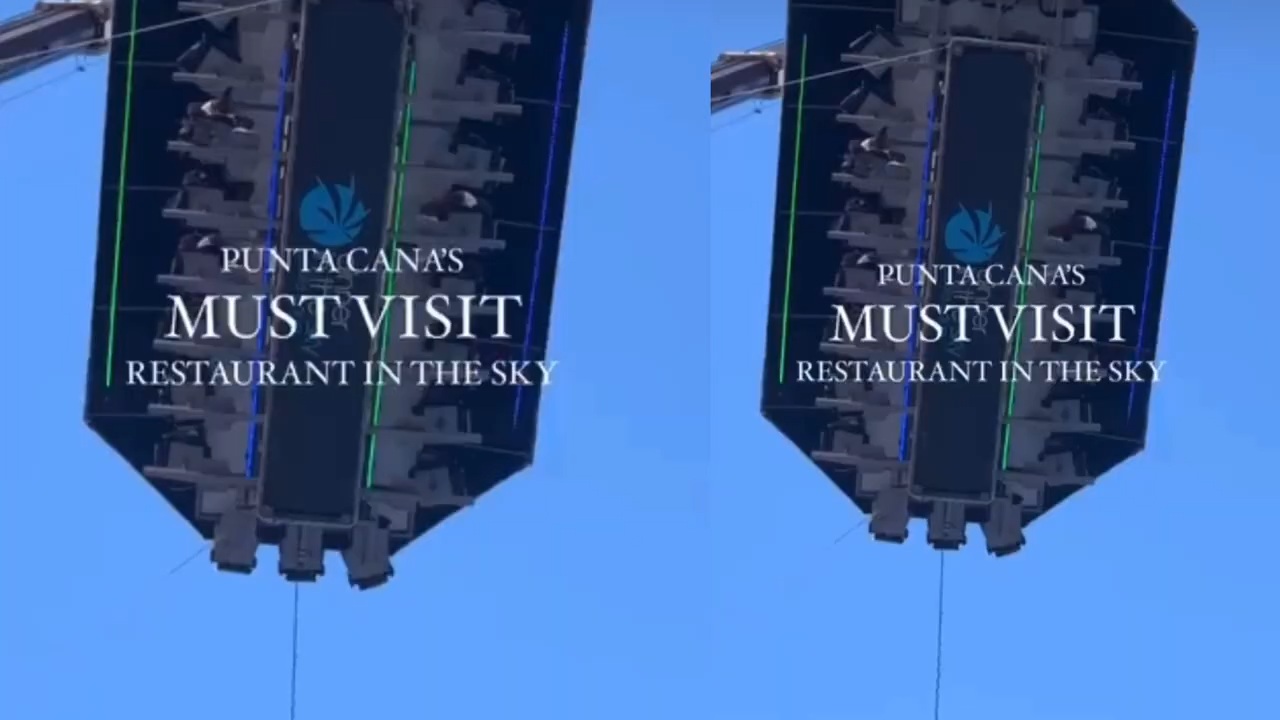 PUNTA CANA'S
MUST VISIT
RESTAURANT IN THE SKY
PUNTA CANA'S
MUST VISIT
RESTAURANT IN THE SKY